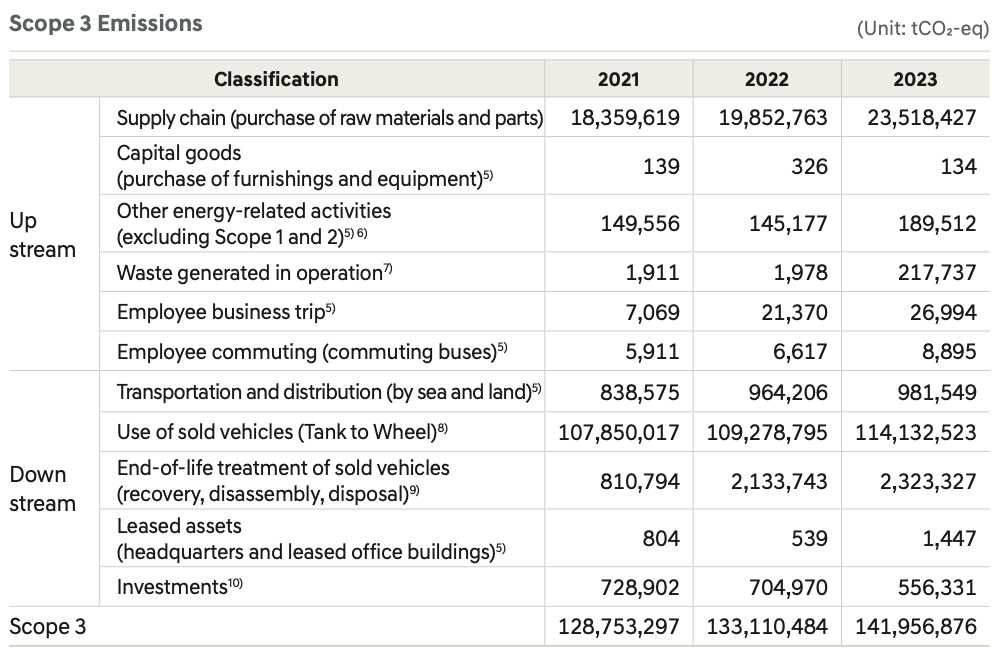 Scope 3 Emissions
(Unit: tCO₂-eq)
Classification 2021 2022 2023
Up stream
Supply chain (purchase of raw materials and parts) 18,359,619 19,852,763 23,518,427
Capital goods
(purchase of furnishings and equipment)⁵⁾ 139 326 134
Other energy-related activities
(excluding Scope 1 and 2)⁵⁾ ⁶⁾ 149,556 145,177 189,512
Waste generated in operation⁷⁾ 1,911 1,978 217,737
Employee business trip⁵⁾ 7,069 21,370 26,994
Employee commuting (commuting buses)⁵⁾ 5,911 6,617 8,895
Down stream
Transportation and distribution (by sea and land)⁵⁾ 838,575 964,206 981,549
Use of sold vehicles (Tank to Wheel)⁸⁾ 107,850,017 109,278,795 114,132,523
End-of-life treatment of sold vehicles
(recovery, disassembly, disposal)⁹⁾ 810,794 2,133,743 2,323,327
Leased assets
(headquarters and leased office buildings)⁵⁾ 804 539 1,447
Investments¹⁰⁾ 728,902 704,970 556,331
Scope 3 128,753,297 133,110,484 141,956,876